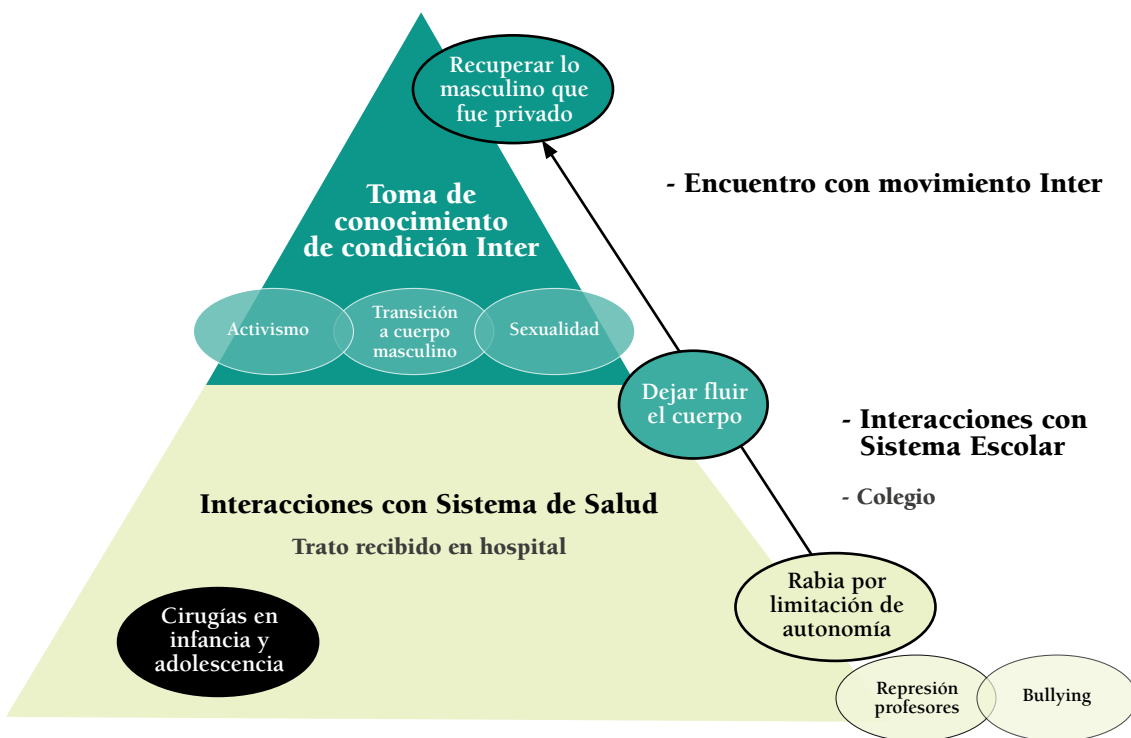 Recuperar lo
masculino que
fue privado
- Encuentro con movimiento Inter
Toma de
conocimiento
de condición Inter
Activismo
Transición
a cuerpo
masculino
Sexualidad
Dejar fluir
el cuerpo
- Interacciones con
Sistema Escolar
- Colegio
Interacciones con Sistema de Salud
Trato recibido en hospital
Rabia por
limitación de
autonomía
Cirugías en
infancia y
adolescencia
Represión
profesores
Bullying